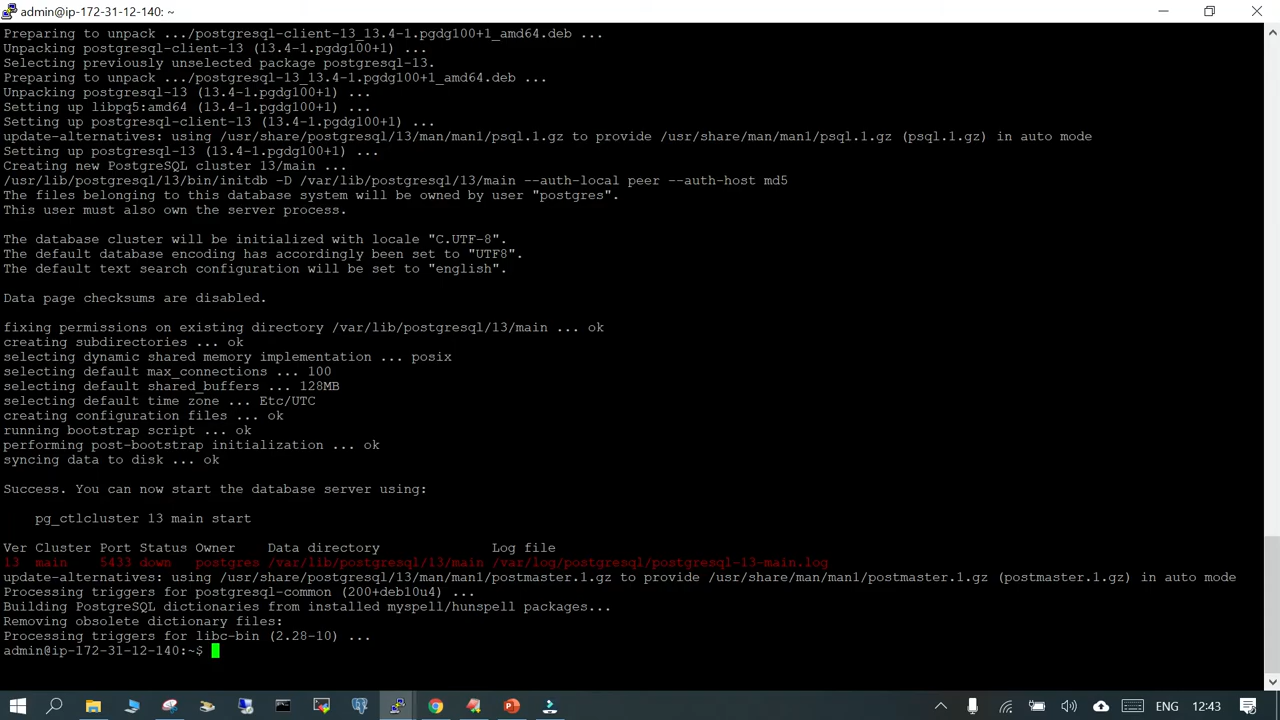 admin@ip-172-31-12-140: ~
Preparing to unpack .../postgresql-client-13_13.4-1.pgdg100+1_amd64.deb ...
Unpacking postgresql-client-13 (13.4-1.pgdg100+1) ...
Selecting previously unselected package postgresql-13.
Preparing to unpack .../postgresql-13_13.4-1.pgdg100+1_amd64.deb ...
Unpacking postgresql-13 (13.4-1.pgdg100+1) ...
Setting up libpq5:amd64 (13.4-1.pgdg100+1) ...
Setting up postgresql-client-13 (13.4-1.pgdg100+1) ...
update-alternatives: using /usr/share/postgresql/13/man/man1/psql.1.gz to provide /usr/share/man/man1/psql.1.gz (psql.1.gz) in auto mode
Setting up postgresql-13 (13.4-1.pgdg100+1) ...
Creating new PostgreSQL cluster 13/main ...
/usr/lib/postgresql/13/bin/initdb -D /var/lib/postgresql/13/main --auth-local peer --auth-host md5
The files belonging to this database system will be owned by user "postgres".
This user must also own the server process.
The database cluster will be initialized with locale "C.UTF-8".
The default database encoding has accordingly been set to "UTF8".
The default text search configuration will be set to "english".
Data page checksums are disabled.
fixing permissions on existing directory /var/lib/postgresql/13/main ... ok
creating subdirectories ... ok
selecting dynamic shared memory implementation ... posix
selecting default max_connections ... 100
selecting default shared_buffers ... 128MB
selecting default time zone ... Etc/UTC
creating configuration files ... ok
running bootstrap script ... ok
performing post-bootstrap initialization ... ok
syncing data to disk ... ok
Success. You can now start the database server using:
pg_ctlcluster 13 main start
Ver Cluster Port Status Owner    Data directory              Log file
13  main    5433 down   postgres /var/lib/postgresql/13/main /var/log/postgresql/postgresql-13-main.log
update-alternatives: using /usr/share/postgresql/13/man/man1/postmaster.1.gz to provide /usr/share/man/man1/postmaster.1.gz (postmaster.1.gz) in auto mode
Processing triggers for postgresql-common (200+deb10u4) ...
Building PostgreSQL dictionaries from installed myspell/hunspell packages...
Removing obsolete dictionary files:
Processing triggers for libc-bin (2.28-10) ...
admin@ip-172-31-12-140:~$
ENG 12:43